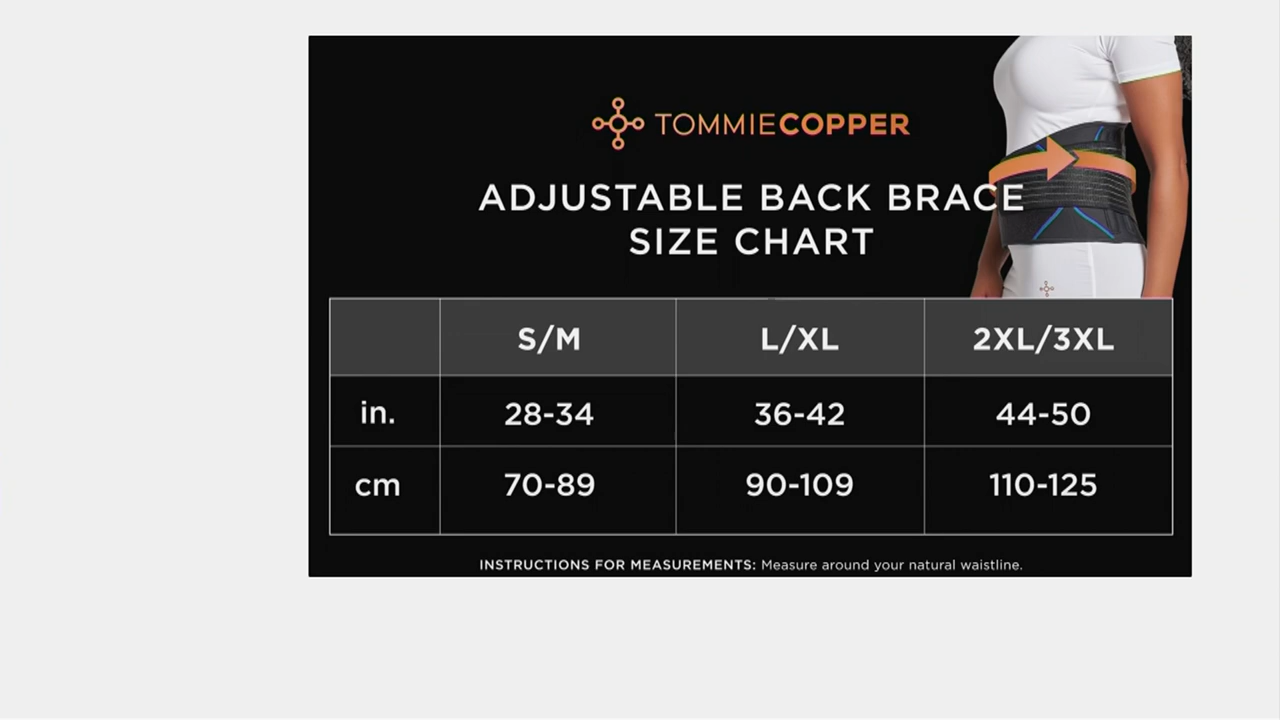 TOMMIECOPPER
ADJUSTABLE BACK BRACE
SIZE CHART
S/M L/XL 2XL/3XL
in. 28-34 36-42 44-50
cm 70-89 90-109 110-125
INSTRUCTIONS FOR MEASUREMENTS: Measure around your natural waistline.